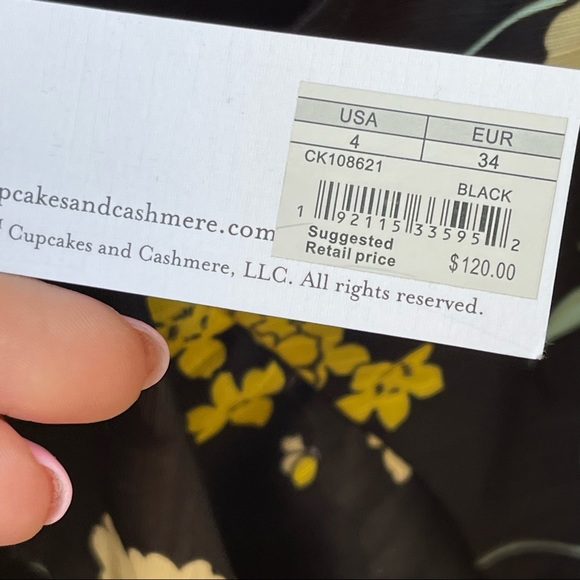 USA EUR
4 34
CK108621
BLACK
1 92115 33595 2
Suggested
Retail price $120.00
pcakesandcashmere.com
Cupcakes and Cashmere, LLC. All rights reserved.